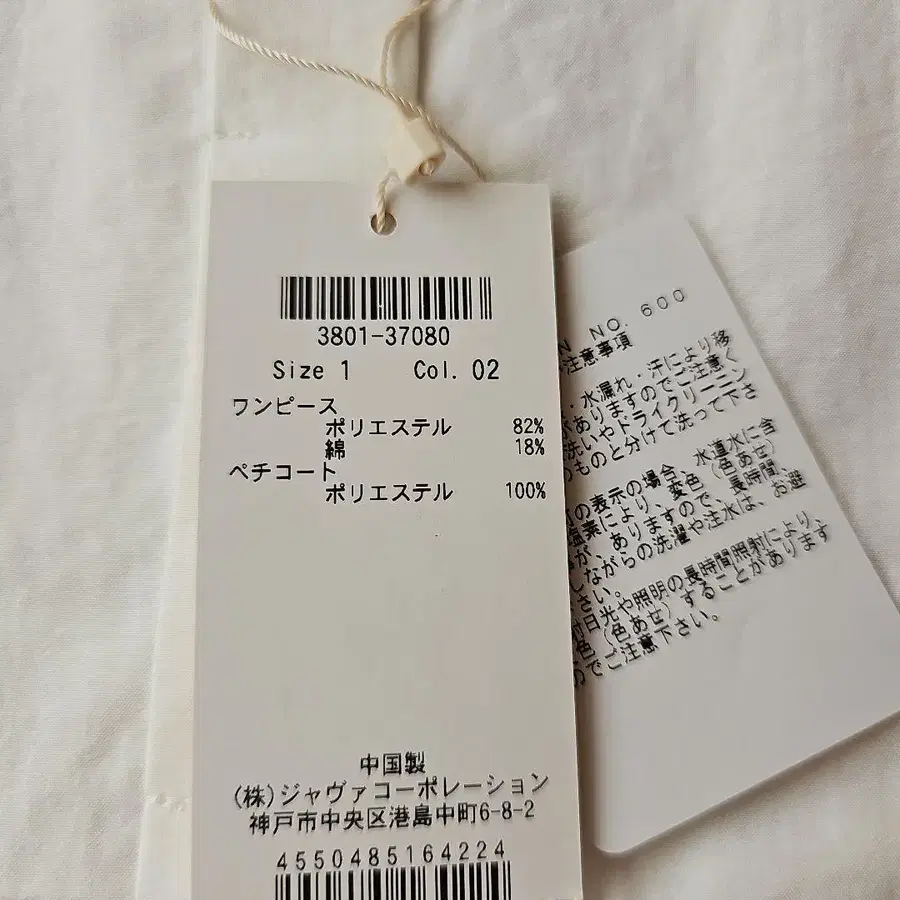 3801-37080
Size 1 Col. 02
ワンピース
ポリエステル 82%
綿 18%
ペチコート
ポリエステル 100%
中国製
(株)ジャヴァコーポレーション
神戸市中央区港島中町6-8-2
4550485164224
NO. 600
注意事項
・水濡れ・汗により移
がありますのでご注意く
洗いやドライクリーニン
のものと分けて洗って下さ
の表示の場合、水道水に含
塩素により、変色(色あせ)
が、ありますので、長時間、
しながらの洗濯や注水は、お避
さい。
日光や照明の長時間照射により、
色(色あせ)することがあります
のでご注意下さい。